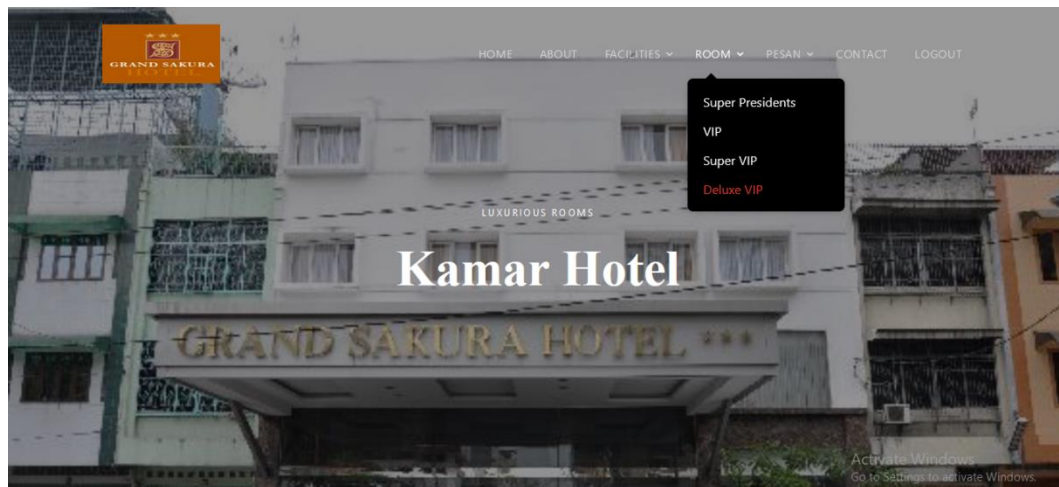 GRAND SAKURA
HOTEL
HOME ABOUT FACILITIES ROOM PESAN CONTACT LOGOUT
Super Presidents
VIP
Super VIP
Deluxe VIP
LUXURIOUS ROOMS
Kamar Hotel
GRAND SAKURA HOTEL ***
Activate Windows
Go to Settings to activate Windows.